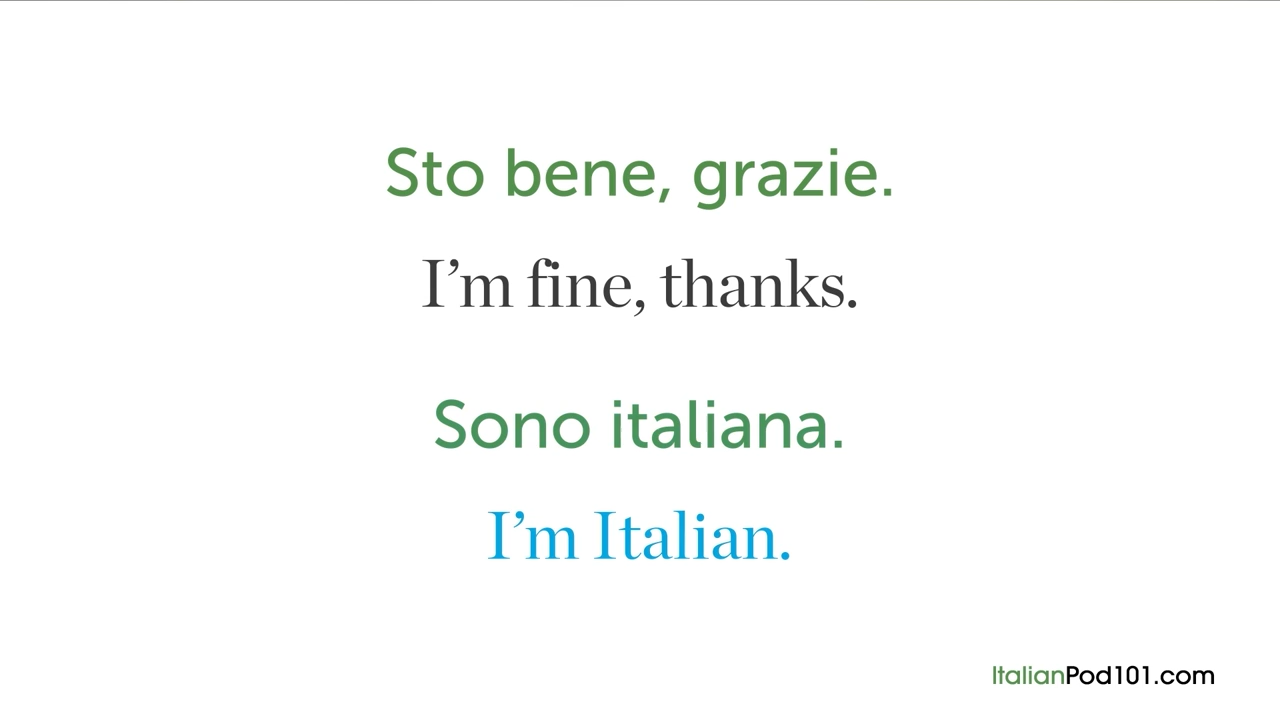 Sto bene, grazie.
I’m fine, thanks.
Sono italiana.
I’m Italian.
ItalianPod101.com